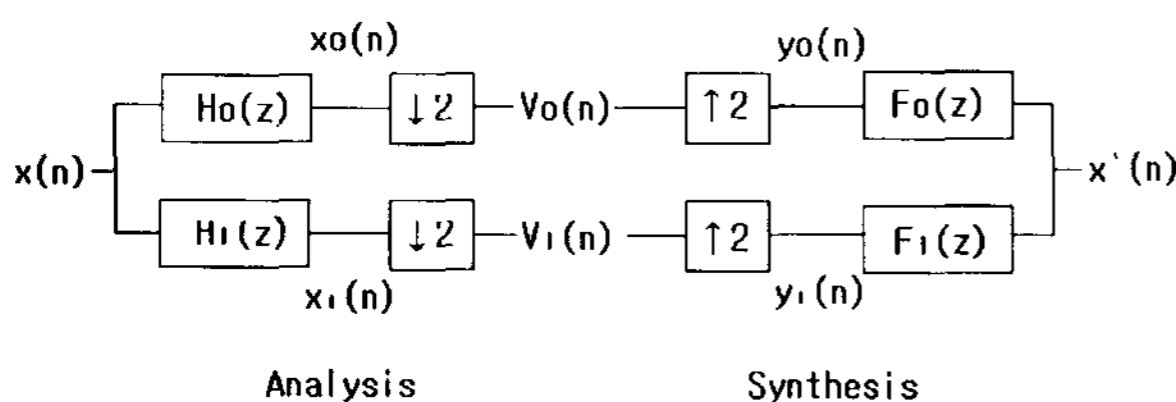 xo(n) yo(n)
Ho(z) ↓2 Vo(n) ↑2 Fo(z)
x(n) x'(n)
H₁(z) ↓2 V₁(n) ↑2 F₁(z)
x₁(n) y₁(n)
Analysis Synthesis